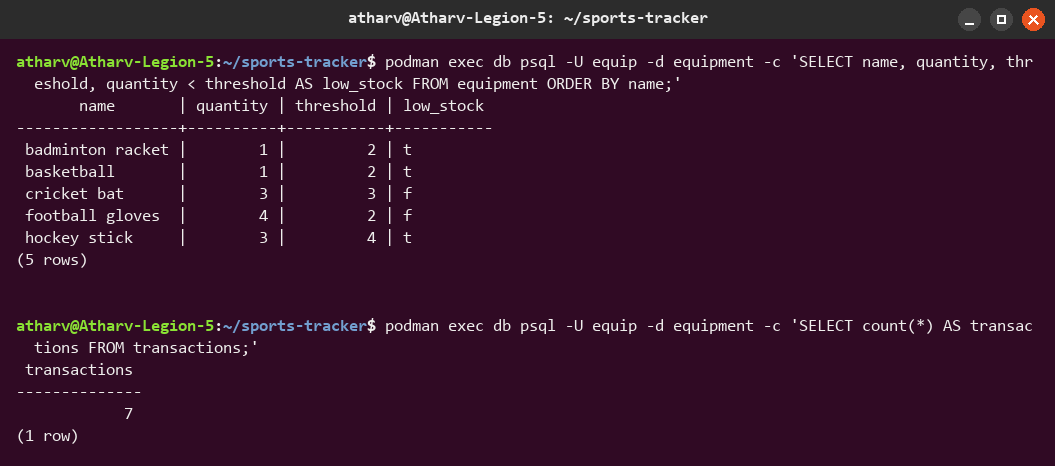 atharv@Atharv-Legion-5: ~/sports-tracker
atharv@Atharv-Legion-5:~/sports-tracker$ podman exec db psql -U equip -d equipment -c 'SELECT name, quantity, thr
eshold, quantity < threshold AS low_stock FROM equipment ORDER BY name;'
name | quantity | threshold | low_stock
------------------+----------+-----------+-----------
badminton racket | 1 | 2 | t
basketball | 1 | 2 | t
cricket bat | 3 | 3 | f
football gloves | 4 | 2 | f
hockey stick | 3 | 4 | t
(5 rows)
atharv@Atharv-Legion-5:~/sports-tracker$ podman exec db psql -U equip -d equipment -c 'SELECT count(*) AS transac
tions FROM transactions;'
transactions
--------------
7
(1 row)